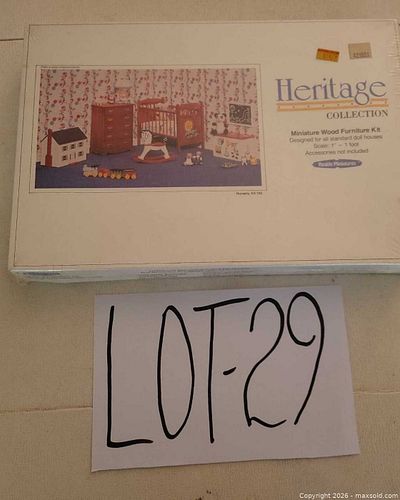 Heritage
COLLECTION
Miniature Wood Furniture Kit
Designed for all standard doll houses
Scale: 1" – 1 foot
Accessories not included
Realife Miniatures
LOT-29
Copyright 2026 - maxsold.com